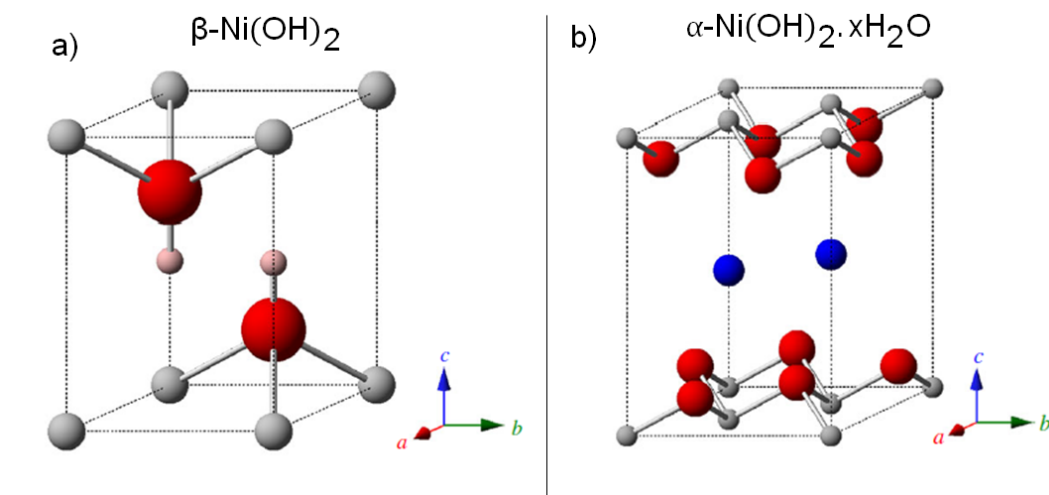 a)
β-Ni(OH)2
c
b
a
b)
α-Ni(OH)2.xH2O
c
b
a